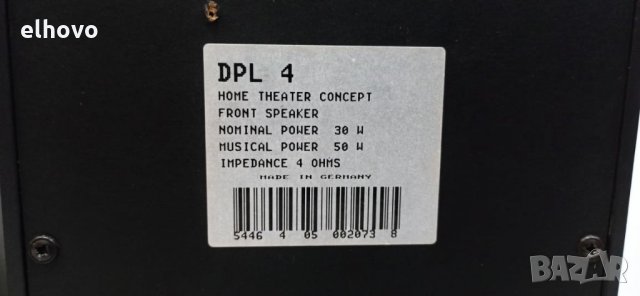 elhovo
DPL 4
HOME THEATER CONCEPT
FRONT SPEAKER
NOMINAL POWER 30 W
MUSICAL POWER 50 W
IMPEDANCE 4 OHMS
MADE IN GERMANY
5446 4 05 002073 8
BAZAR